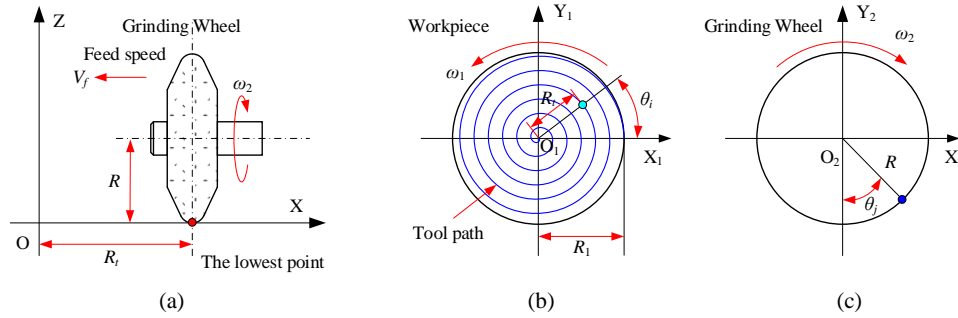 Z
Grinding Wheel
Feed speed
V_f
ω_2
R
X
O
R_t
The lowest point
(a)
Y_1
Workpiece
ω_1
R_t
θ_i
O_1
X_1
Tool path
R_1
(b)
Y_2
Grinding Wheel
ω_2
O_2
R
X
θ_j
(c)